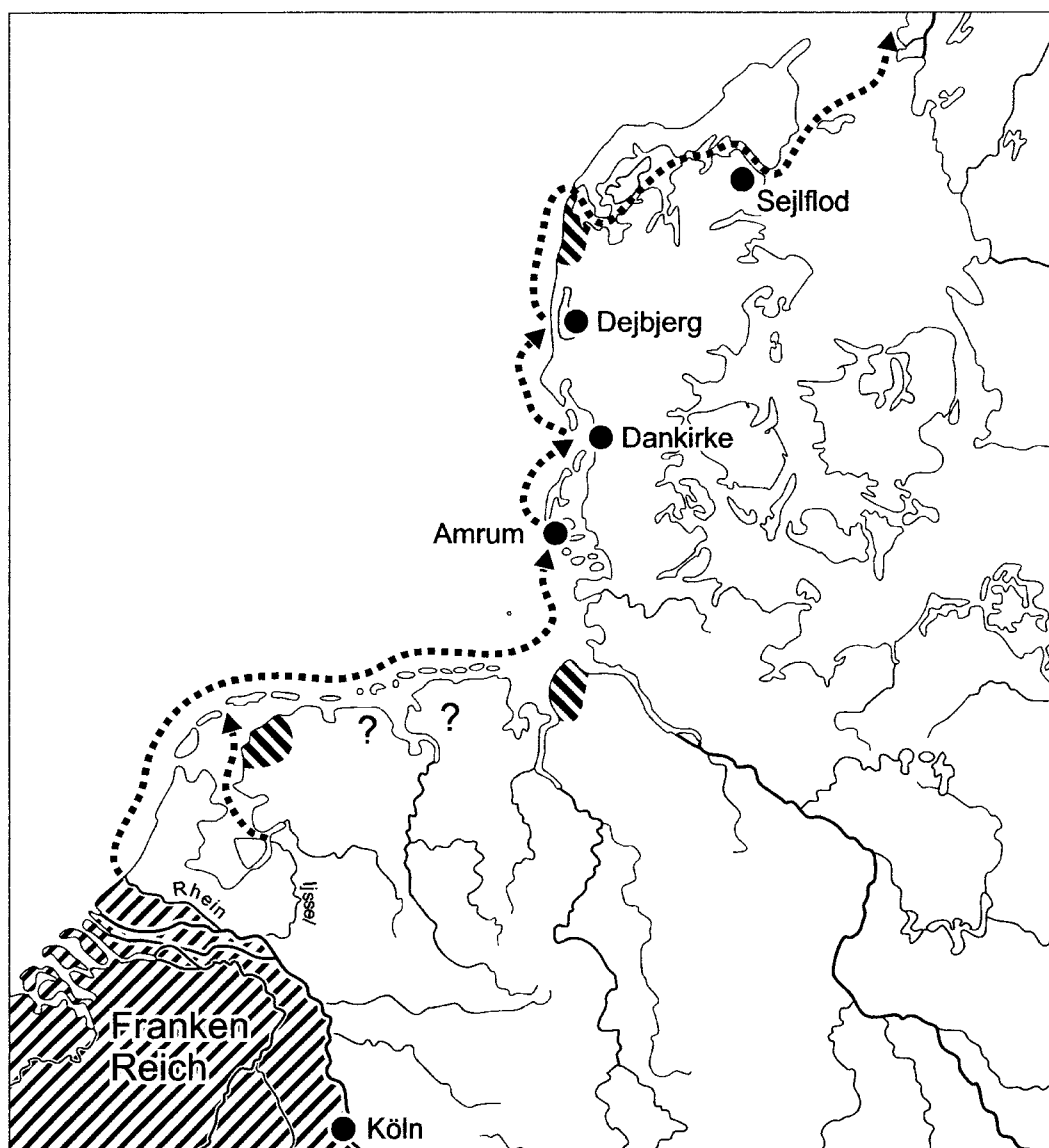 Sejlflod
Dejbjerg
Dankirke
Amrum
?
?
Rhein
Ijssel
Franken
Reich
Köln